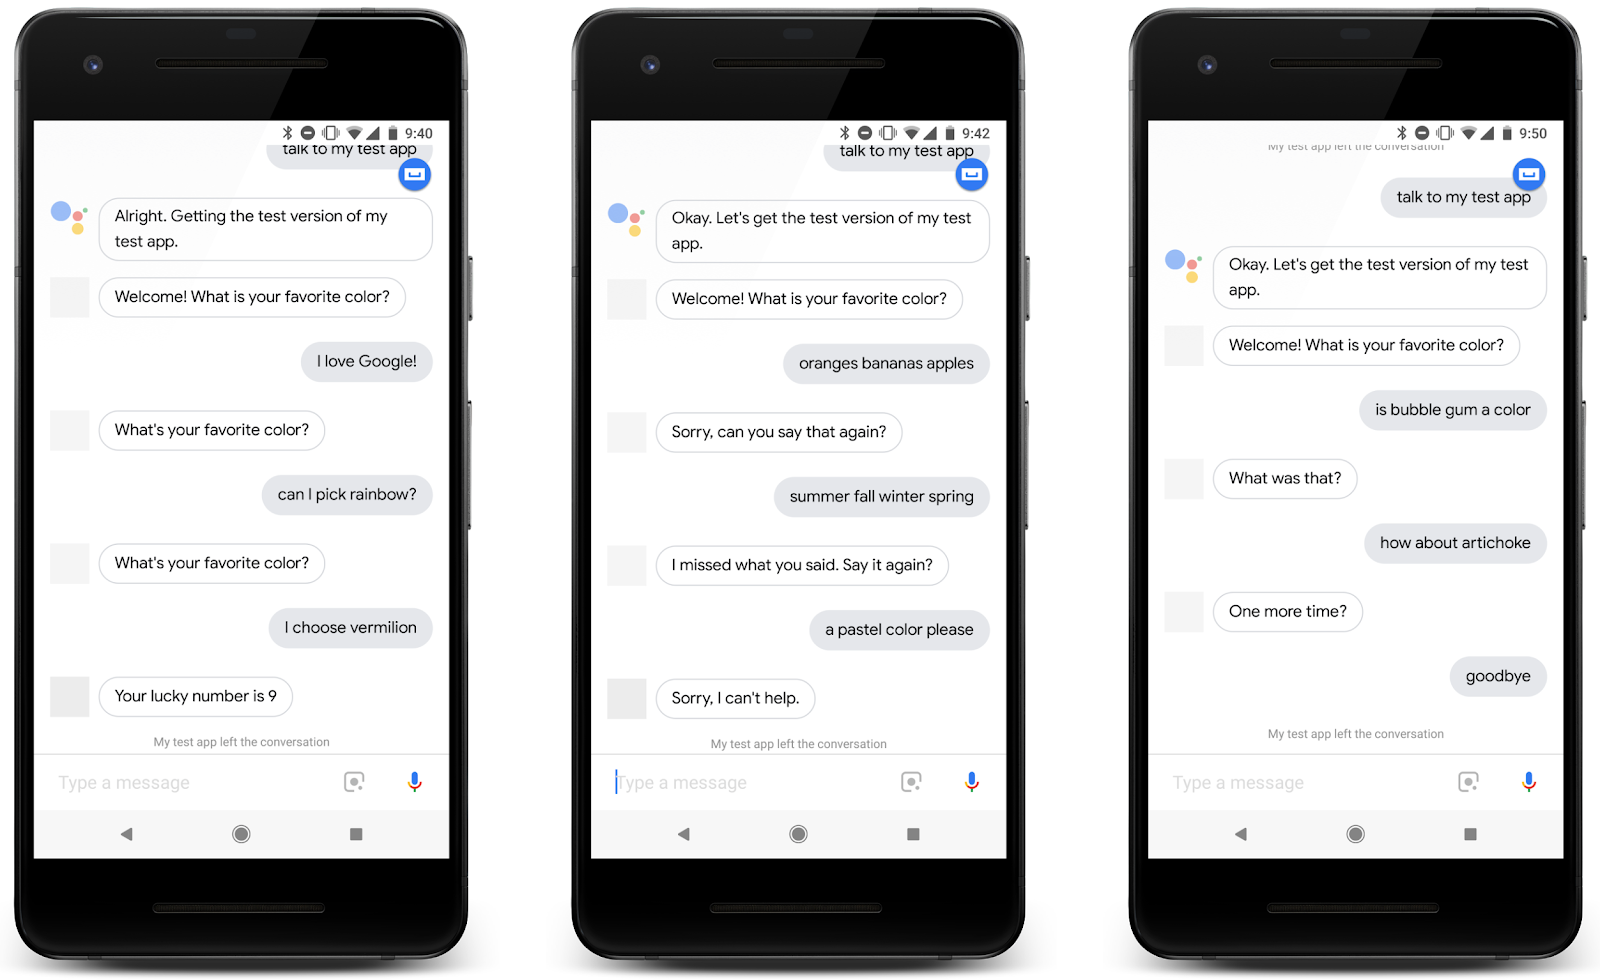 9:40
talk to my test app
Alright. Getting the test version of my
test app.
Welcome! What is your favorite color?
I love Google!
What's your favorite color?
can I pick rainbow?
What's your favorite color?
I choose vermilion
Your lucky number is 9
My test app left the conversation
Type a message
9:42
talk to my test app
Okay. Let's get the test version of my test
app.
Welcome! What is your favorite color?
oranges bananas apples
Sorry, can you say that again?
summer fall winter spring
I missed what you said. Say it again?
a pastel color please
Sorry, I can't help.
My test app left the conversation
Type a message
9:50
My test app left the conversation
talk to my test app
Okay. Let's get the test version of my test
app.
Welcome! What is your favorite color?
is bubble gum a color
What was that?
how about artichoke
One more time?
goodbye
My test app left the conversation
Type a message